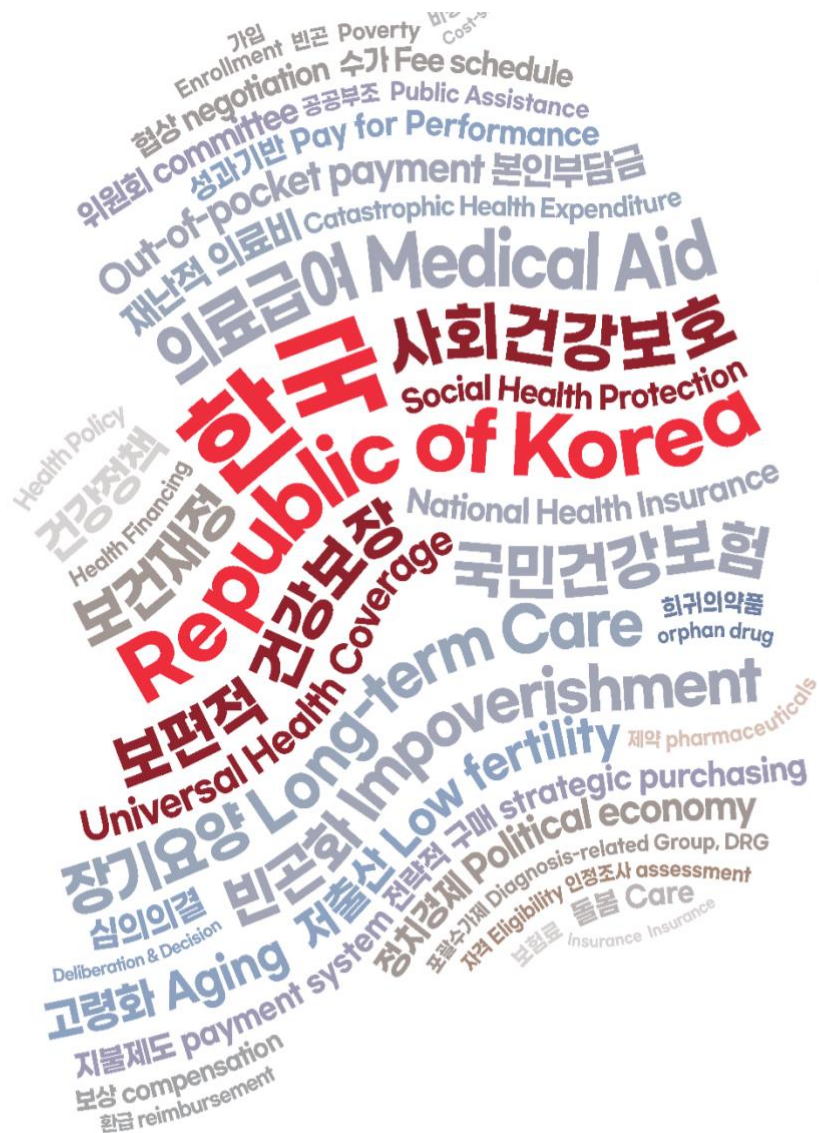 가입
Enrollment 빈곤 Poverty
협상 negotiation 수가 Fee schedule
위원회 committee 공공부조 Public Assistance
성과기반 Pay for Performance
Out-of-pocket payment 본인부담금
재난적 의료비 Catastrophic Health Expenditure
의료급여 Medical Aid
한국 사회건강보호
Social Health Protection
Republic of Korea
Health Policy
건강정책
Health Financing
보건재정
National Health Insurance
국민건강보험
보편적 건강보장
Universal Health Coverage
희귀의약품
orphan drug
장기요양 Long-term Care
빈곤화 Impoverishment
제약 pharmaceuticals
심의의결
Deliberation & Decision
저출산 Low fertility
고령화 Aging
지불제도 payment system 전략적 구매 strategic purchasing
정치경제 Political economy
포괄수가제 Diagnosis-related Group, DRG
자격 Eligibility 인정조사 assessment
보험료 돌봄 Care
Insurance Insurance
보상 compensation
환급 reimbursement